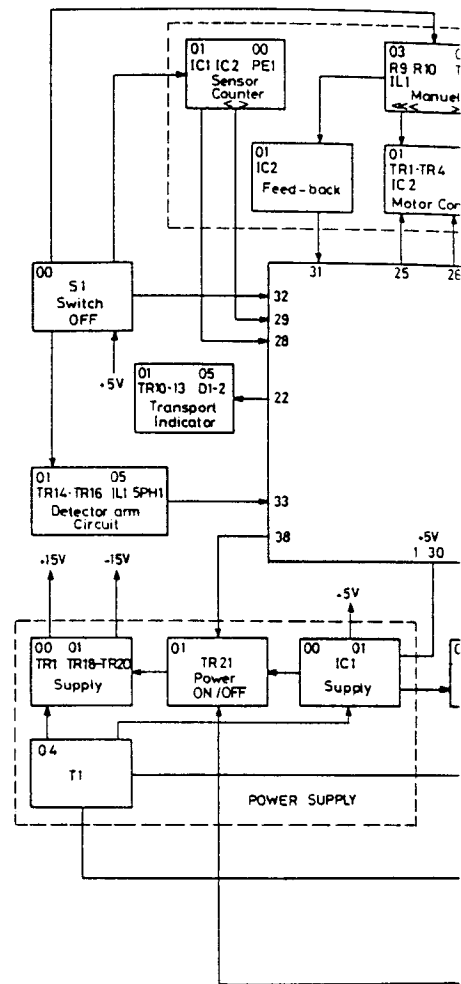 01 00
IC1 IC2 PE1
Sensor
Counter
03
R9 R10
IL1
Manuel
01
IC2
Feed-back
01
TR1-TR4
IC2
Motor Con
31 25 26
00
S1
Switch
OFF
32
29
28
+5V
01 05
TR10-13 D1-2
Transport
Indicator
22
01 05
TR14-TR16 IL1 SPH1
Detector arm
Circuit
33
38
+5V
1 30
+15V -15V
+5V
00 01
TR1 TR18-TR20
Supply
01
TR21
Power
ON/OFF
00 01
IC1
Supply
04
T1
POWER SUPPLY